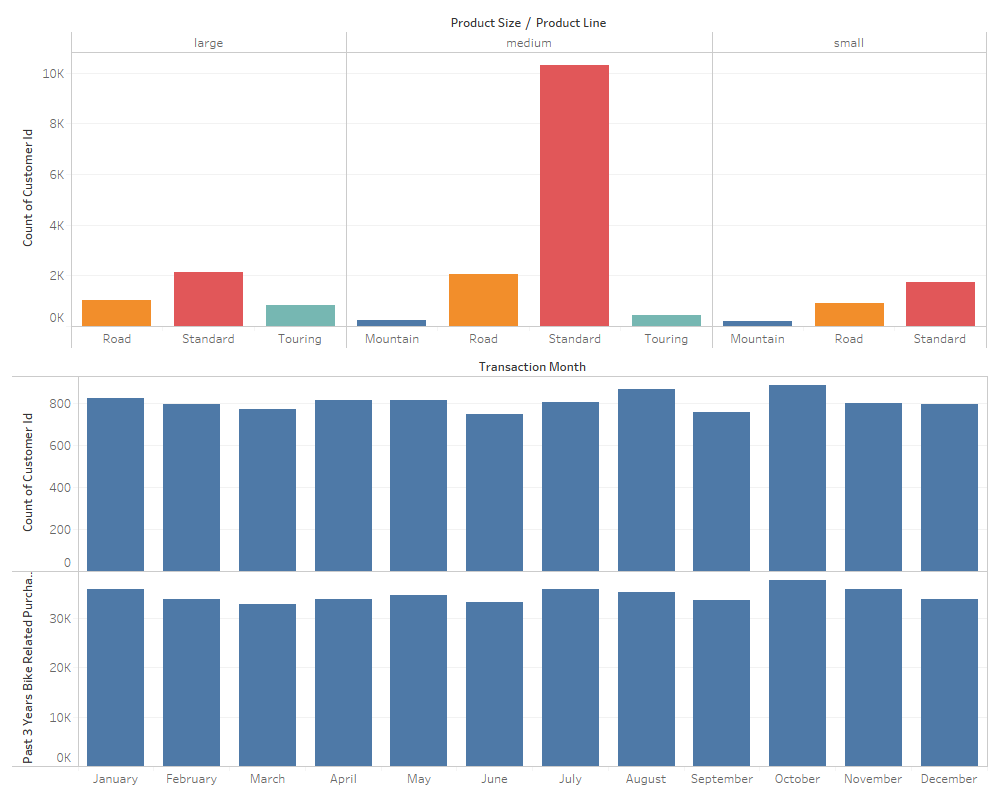 Product Size / Product Line
large medium small
Count of Customer Id
10K
8K
6K
4K
2K
0K
Road Standard Touring Mountain Road Standard Touring Mountain Road Standard
Transaction Month
Count of Customer Id
800
600
400
200
0
Past 3 Years Bike Related Purcha..
30K
20K
10K
0K
January February March April May June July August September October November December